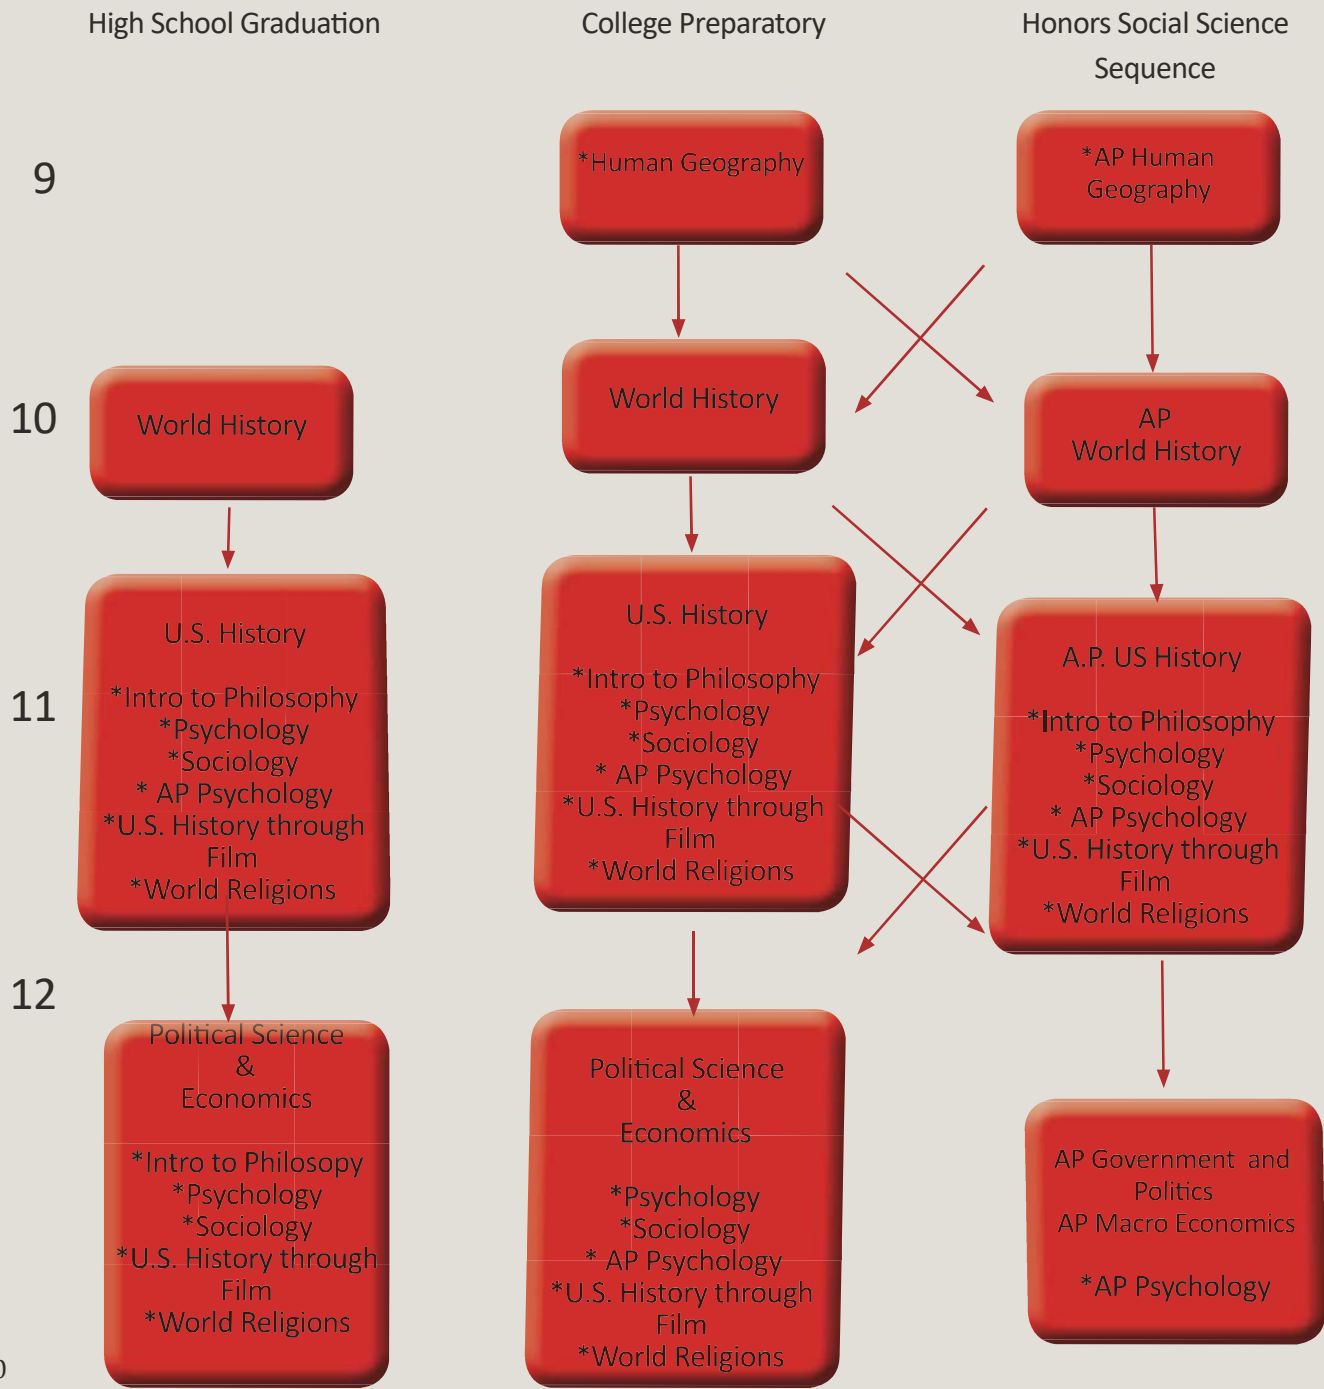 High School Graduation
College Preparatory
Honors Social Science
Sequence
9
*Human Geography
*AP Human
Geography
10
World History
World History
AP
World History
11
U.S. History
*Intro to Philosophy
*Psychology
*Sociology
* AP Psychology
*U.S. History through
Film
*World Religions
U.S. History
*Intro to Philosophy
*Psychology
*Sociology
* AP Psychology
*U.S. History through
Film
*World Religions
A.P. US History
*Intro to Philosophy
*Psychology
*Sociology
* AP Psychology
*U.S. History through
Film
*World Religions
12
Political Science
&
Economics
*Intro to Philosopy
*Psychology
*Sociology
*U.S. History through
Film
*World Religions
Political Science
&
Economics
*Psychology
*Sociology
* AP Psychology
*U.S. History through
Film
*World Religions
AP Government and
Politics
AP Macro Economics
*AP Psychology
0